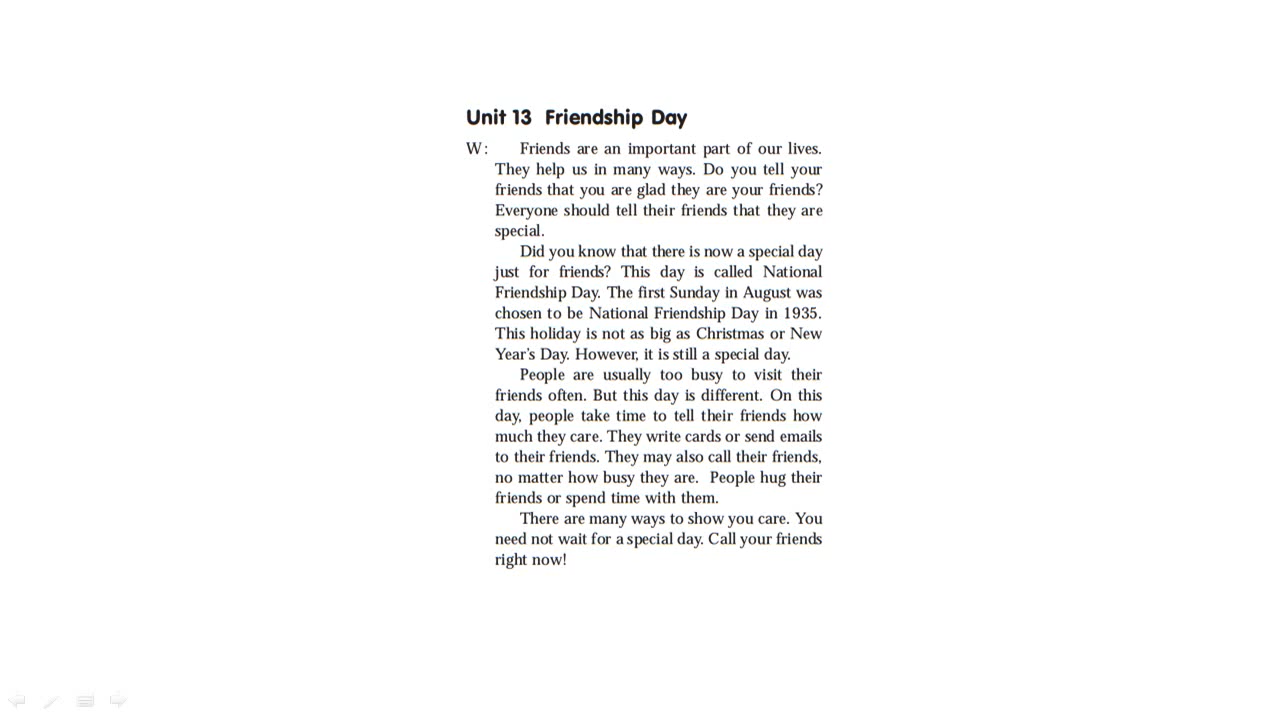 Unit 13 Friendship Day
W: Friends are an important part of our lives.
They help us in many ways. Do you tell your
friends that you are glad they are your friends?
Everyone should tell their friends that they are
special.
Did you know that there is now a special day
just for friends? This day is called National
Friendship Day. The first Sunday in August was
chosen to be National Friendship Day in 1935.
This holiday is not as big as Christmas or New
Year's Day. However, it is still a special day.
People are usually too busy to visit their
friends often. But this day is different. On this
day, people take time to tell their friends how
much they care. They write cards or send emails
to their friends. They may also call their friends,
no matter how busy they are. People hug their
friends or spend time with them.
There are many ways to show you care. You
need not wait for a special day. Call your friends
right now!